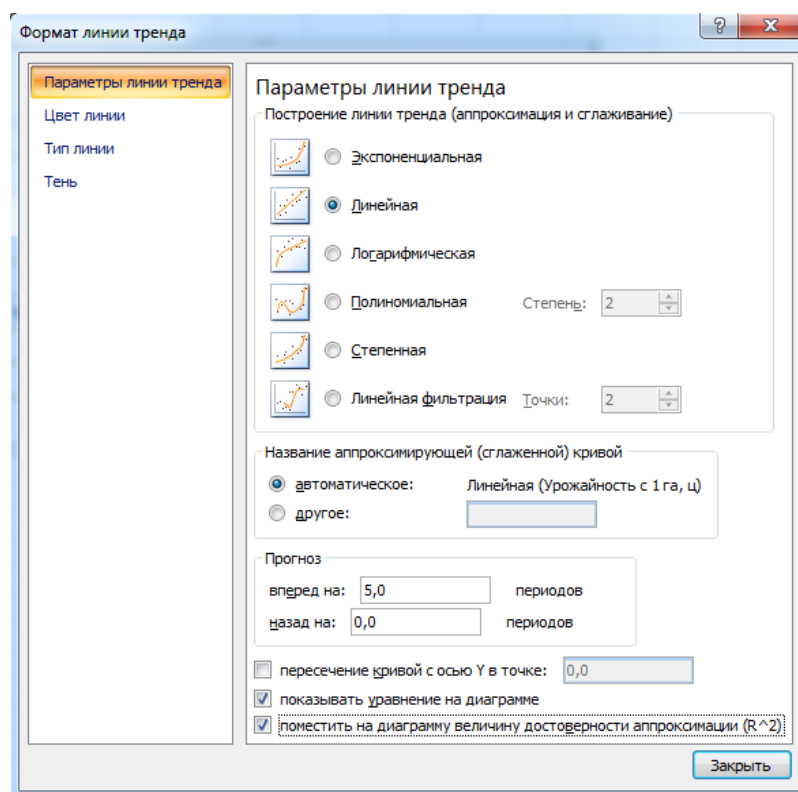 Формат линии тренда
?
X
Параметры линии тренда
Цвет линии
Тип линии
Тень
Параметры линии тренда
Построение линии тренда (аппроксимация и сглаживание)
Экспоненциальная
Линейная
Логарифмическая
Полиномиальная Степень: 2
Степенная
Линейная фильтрация Точки: 2
Название аппроксимирующей (сглаженной) кривой
автоматическое: Линейная (Урожайность с 1 га, ц)
другое:
Прогноз
вперед на: 5,0 периодов
назад на: 0,0 периодов
пересечение кривой с осью Y в точке: 0,0
показывать уравнение на диаграмме
поместить на диаграмму величину достоверности аппроксимации (R^2)
Закрыть